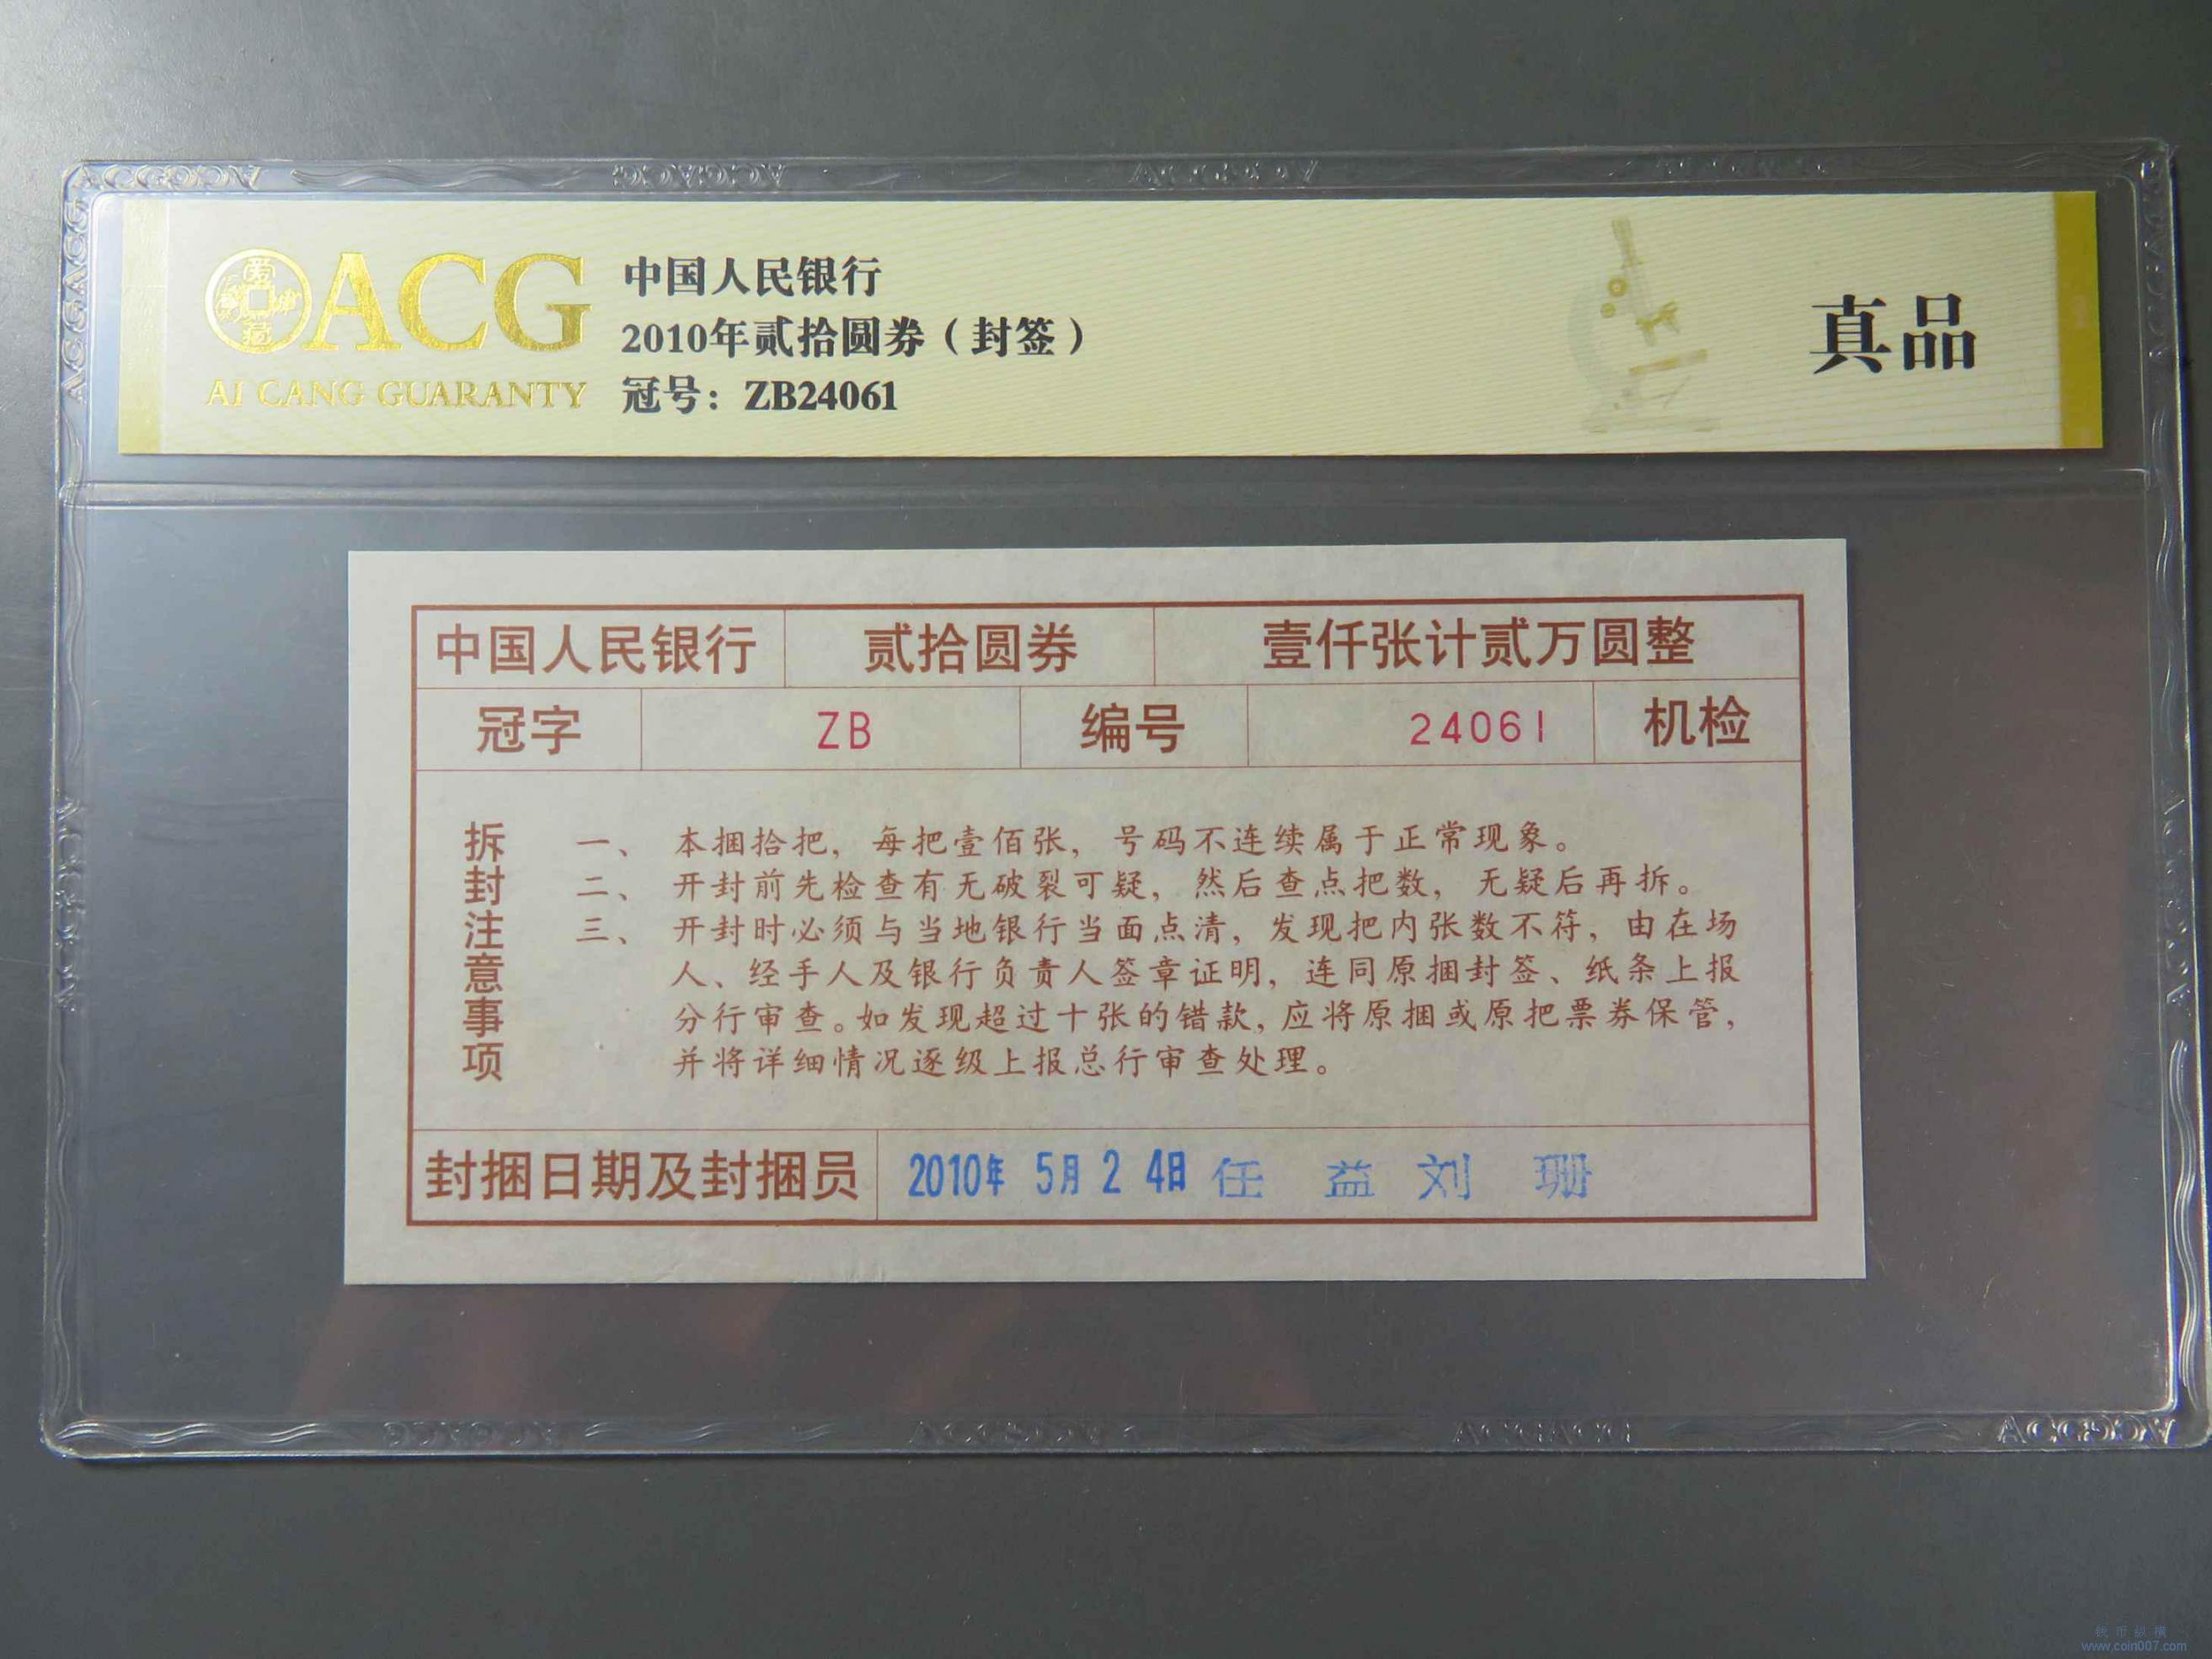 ACG
AI CANG GUARANTY
中国人民银行
2010年贰拾圆券（封签）
冠号：ZB24061
真品
中国人民银行 贰拾圆券 壹仟张计贰万圆整
冠字 ZB 编号 24061 机检
拆封注意事项
一、本捆拾把，每把壹佰张，号码不连续属于正常现象。
二、开封前先检查有无破裂可疑，然后查点把数，无疑后再拆。
三、开封时必须与当地银行当面点清，发现把内张数不符，由在场
人、经手人及银行负责人签章证明，连同原捆封签、纸条上报
分行审查。如发现超过十张的错款，应将原捆或原把票券保管，
并将详细情况逐级上报总行审查处理。
封捆日期及封捆员 2010年 5月 2 4日 任 益 刘 珊
钱币纵横
www.coin007.com